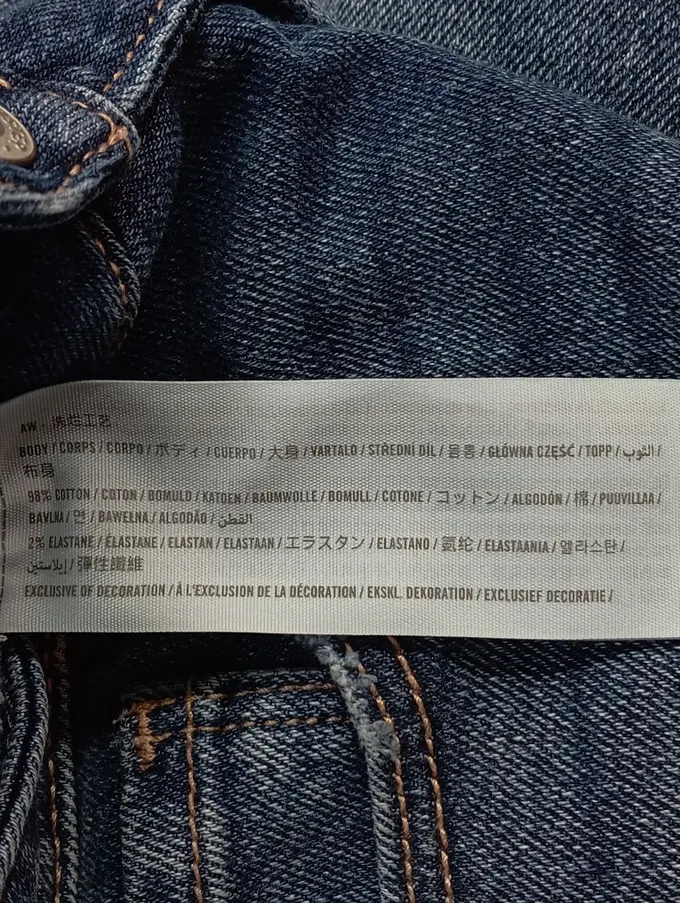 AW - 洗烂工艺
BODY / CORPS / CORPO / ボディ / CUERPO / 大身 / VARTALO / STŘEDNÍ DÍL / 몸통 / GŁÓWNA CZĘŚĆ / TOPP / الثوب /
布身
98% COTTON / COTON / BOMULD / KATOEN / BAUMWOLLE / BOMULL / COTONE / コットン / ALGODÓN / 棉 / PUUVILLAA /
BAVLNA / 면 / BAWEŁNA / ALGODÃO / القطن
2% ELASTANE / ÉLASTANE / ELASTAN / ELASTAAN / エラスタン / ELASTANO / 氨纶 / ELASTAANIA / 엘라스탄 /
إيلاستين / 彈性纖維
EXCLUSIVE OF DECORATION / À L'EXCLUSION DE LA DÉCORATION / EKSKL. DEKORATION / EXCLUSIEF DECORATIE /